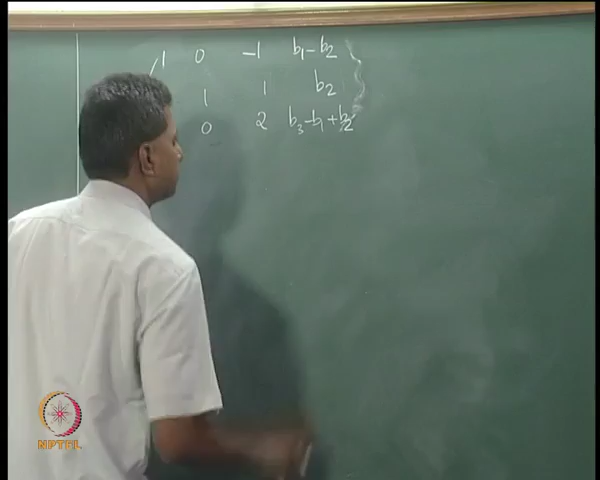 1 0 -1 b₁-b₂
1 1 b₂
0 2 b₃-b₁+b₂
NPTEL